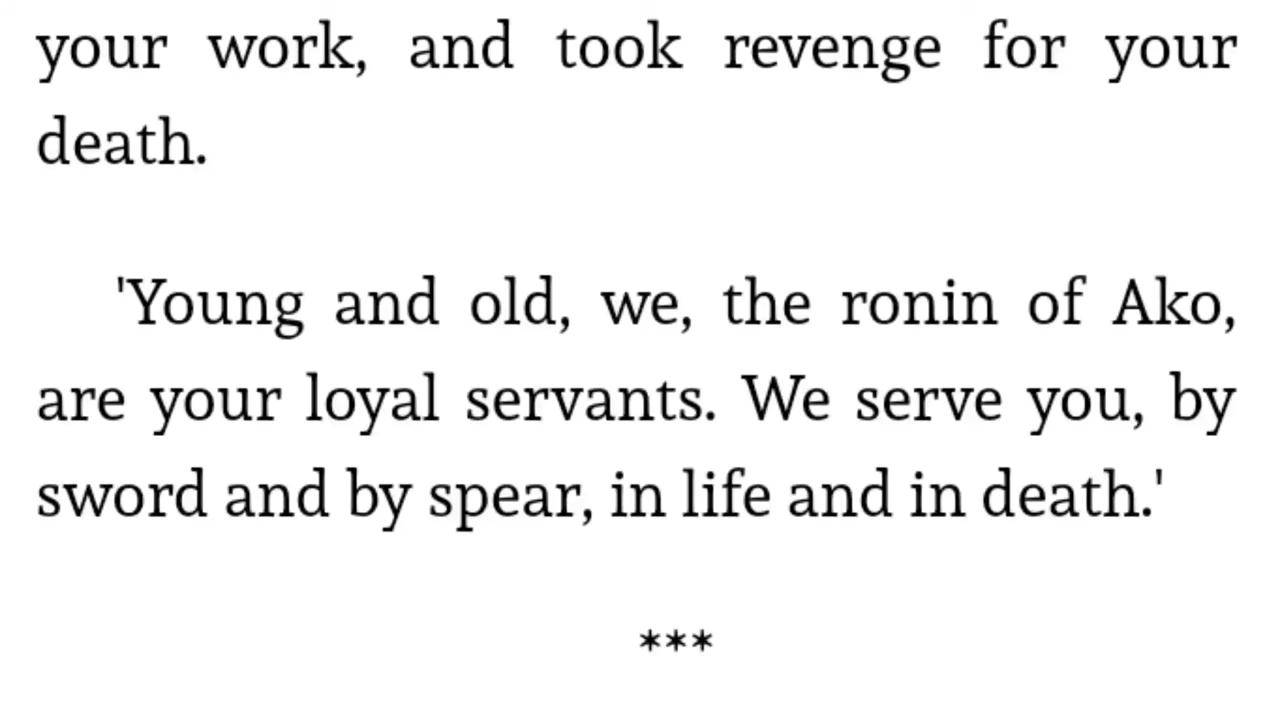 your work, and took revenge for your
death.
'Young and old, we, the ronin of Ako,
are your loyal servants. We serve you, by
sword and by spear, in life and in death.'
***